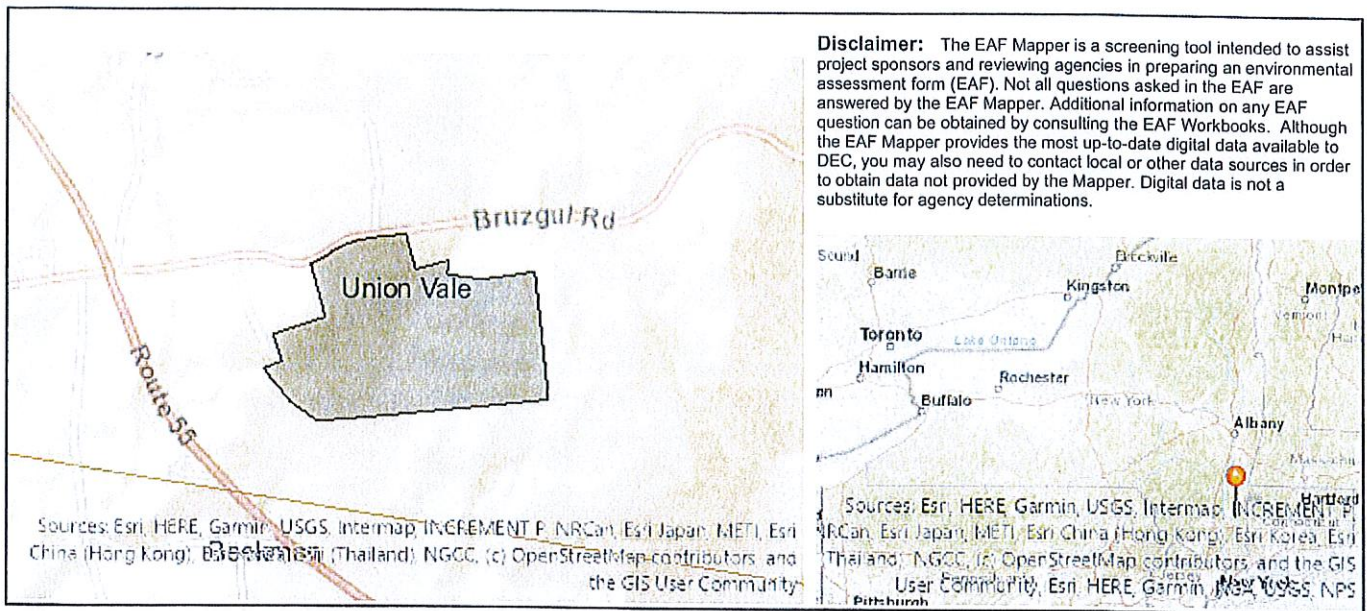 Disclaimer: The EAF Mapper is a screening tool intended to assist
project sponsors and reviewing agencies in preparing an environmental
assessment form (EAF). Not all questions asked in the EAF are
answered by the EAF Mapper. Additional information on any EAF
question can be obtained by consulting the EAF Workbooks. Although
the EAF Mapper provides the most up-to-date digital data available to
DEC, you may also need to contact local or other data sources in order
to obtain data not provided by the Mapper. Digital data is not a
substitute for agency determinations.
Bruzgul Rd
Union Vale
Route 55
Sources: Esri, HERE, Garmin, USGS, Intermap, INCREMENT P, NRCan, Esri Japan, METI, Esri
China (Hong Kong), (Thailand), NGCC, (c) OpenStreetMap contributors, and
the GIS User Community
Sound
Barrie
Brockville
Kingston
Montpe
Vermont
Toronto
Lake Ontario
Hamilton
Rochester
Buffalo
New York
Albany
Hartford
Sources: Esri, HERE, Garmin, USGS, Intermap, INCREMENT P,
NRCan, Esri Japan, METI, Esri China (Hong Kong), Esri Korea, Esri
(Thailand), NGCC, (c) OpenStreetMap contributors, and the GIS
User Community, Esri, HERE, Garmin, USGS, NPS
New York
Pittsburgh